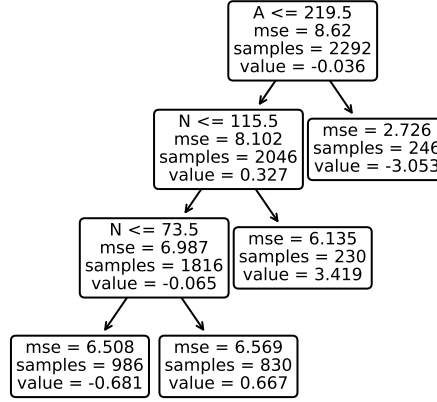 A <= 219.5
mse = 8.62
samples = 2292
value = -0.036
N <= 115.5
mse = 8.102
samples = 2046
value = 0.327
mse = 2.726
samples = 246
value = -3.053
N <= 73.5
mse = 6.987
samples = 1816
value = -0.065
mse = 6.135
samples = 230
value = 3.419
mse = 6.508
samples = 986
value = -0.681
mse = 6.569
samples = 830
value = 0.667